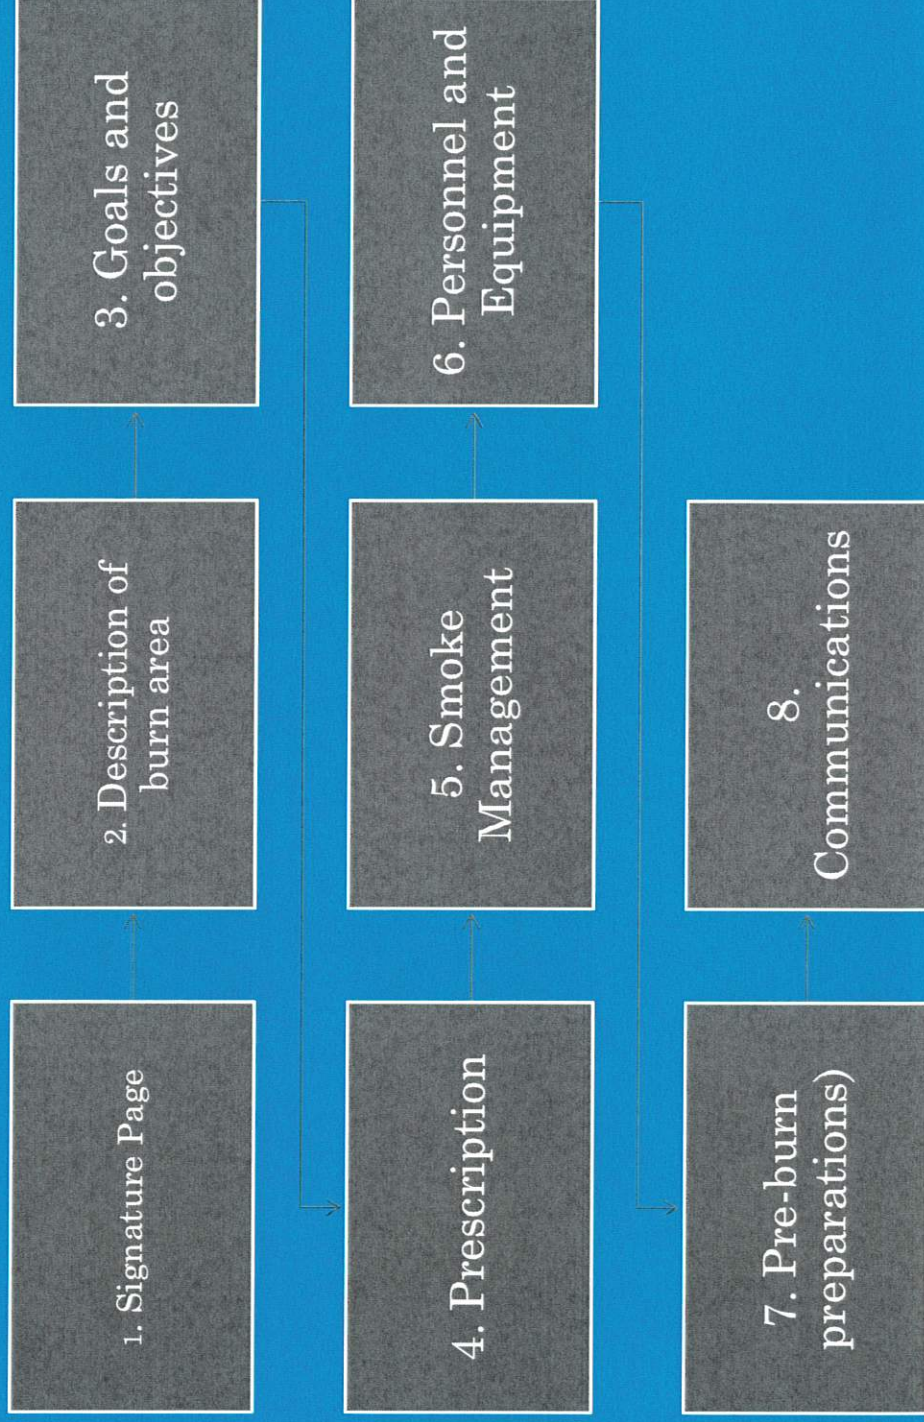 1. Signature Page
2. Description of
burn area
3. Goals and
objectives
4. Prescription
5. Smoke
Management
6. Personnel and
Equipment
7. Pre-burn
preparations)
8.
Communications